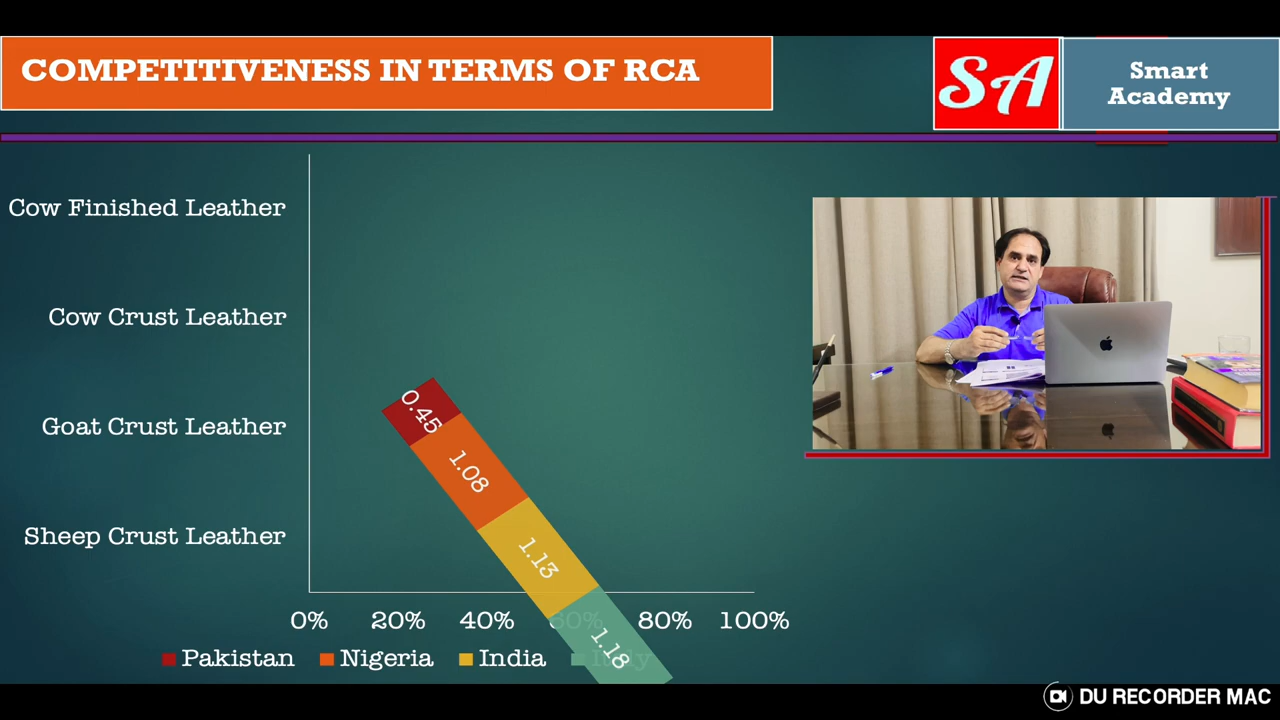 COMPETITIVENESS IN TERMS OF RCA
SA
Smart
Academy
Cow Finished Leather
Cow Crust Leather
Goat Crust Leather
Sheep Crust Leather
0.45
1.08
1.13
1.18
0% 20% 40% 60% 80% 100%
Pakistan Nigeria India Italy
DU RECORDER MAC